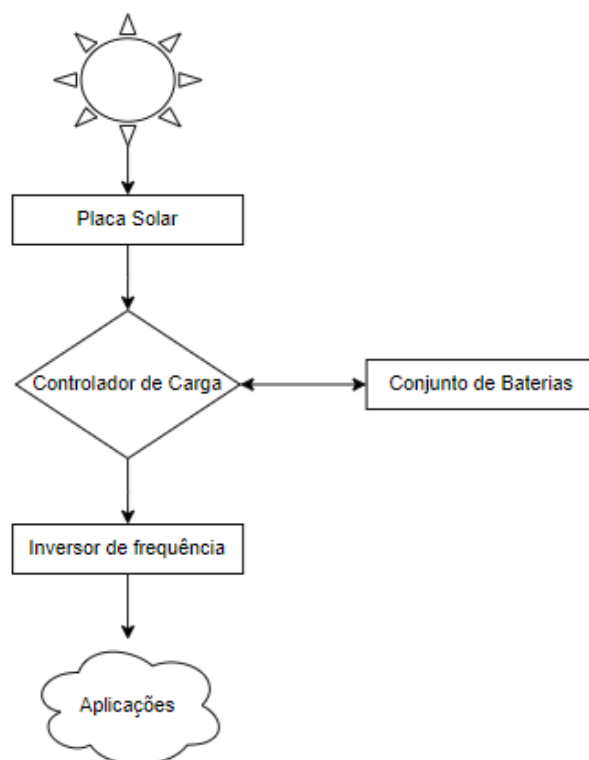 Placa Solar
Controlador de Carga
Conjunto de Baterias
Inversor de frequência
Aplicações